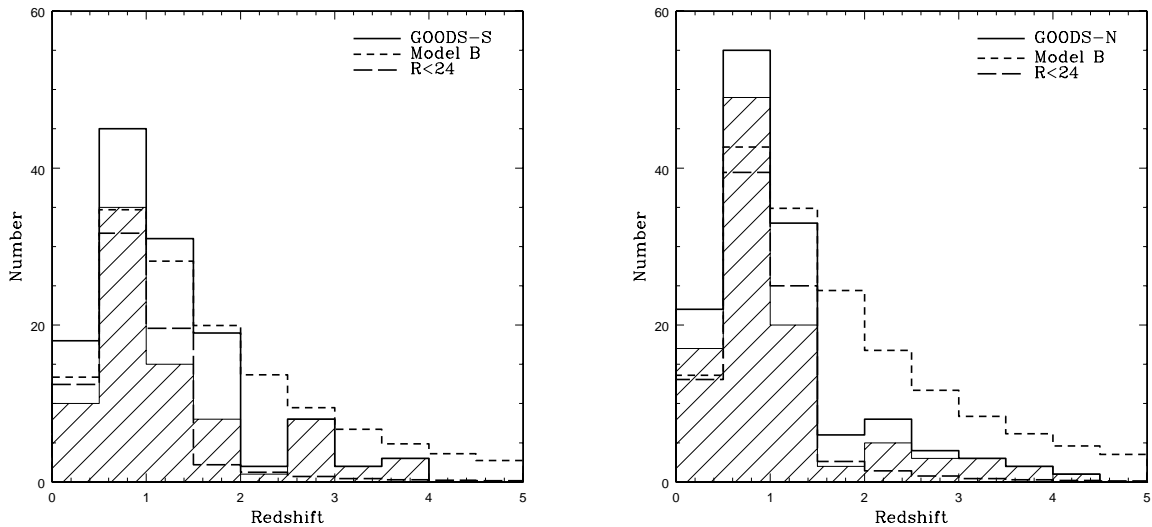 60
40
20
0
Number
0 1 2 3 4 5
Redshift
GOODS-S
Model B
R<24
60
40
20
0
Number
0 1 2 3 4 5
Redshift
GOODS-N
Model B
R<24